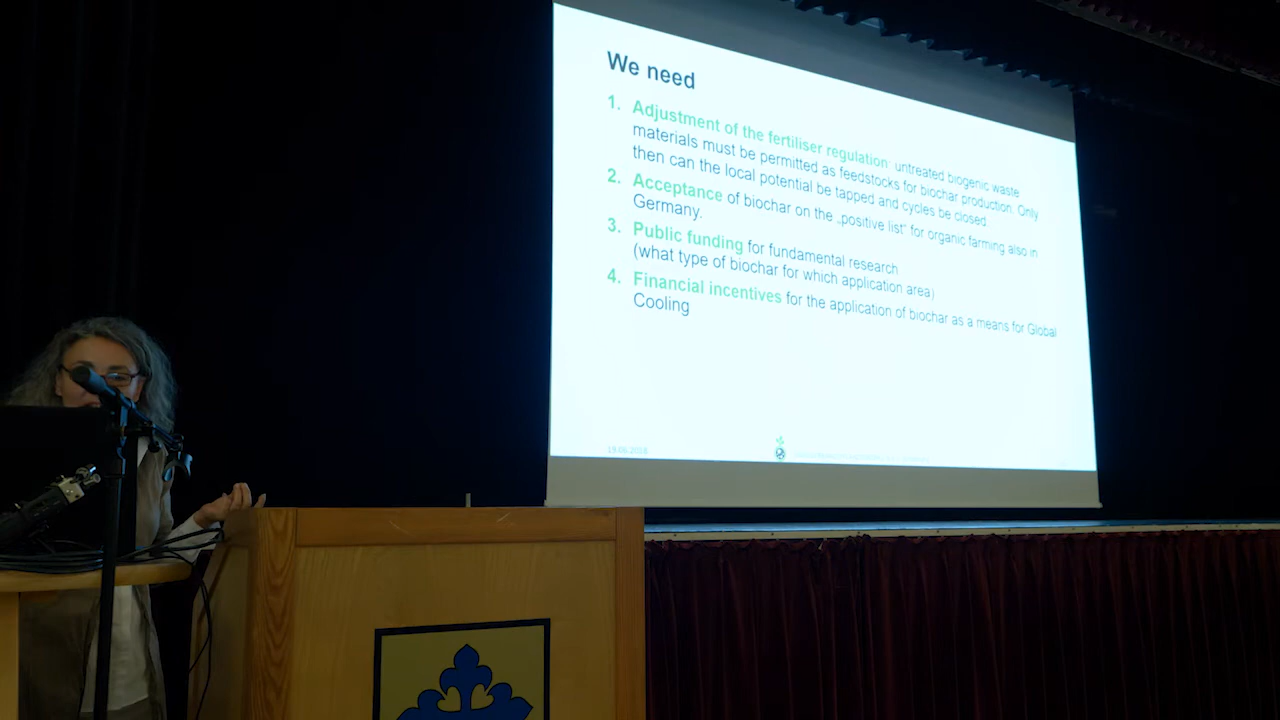 We need
1. Adjustment of the fertiliser regulation: untreated biogenic waste
materials must be permitted as feedstocks for biochar production. Only
then can the local potential be tapped and cycles be closed.
2. Acceptance of biochar on the „positive list“ for organic farming also in
Germany.
3. Public funding for fundamental research
(what type of biochar for which application area)
4. Financial incentives for the application of biochar as a means for Global
Cooling